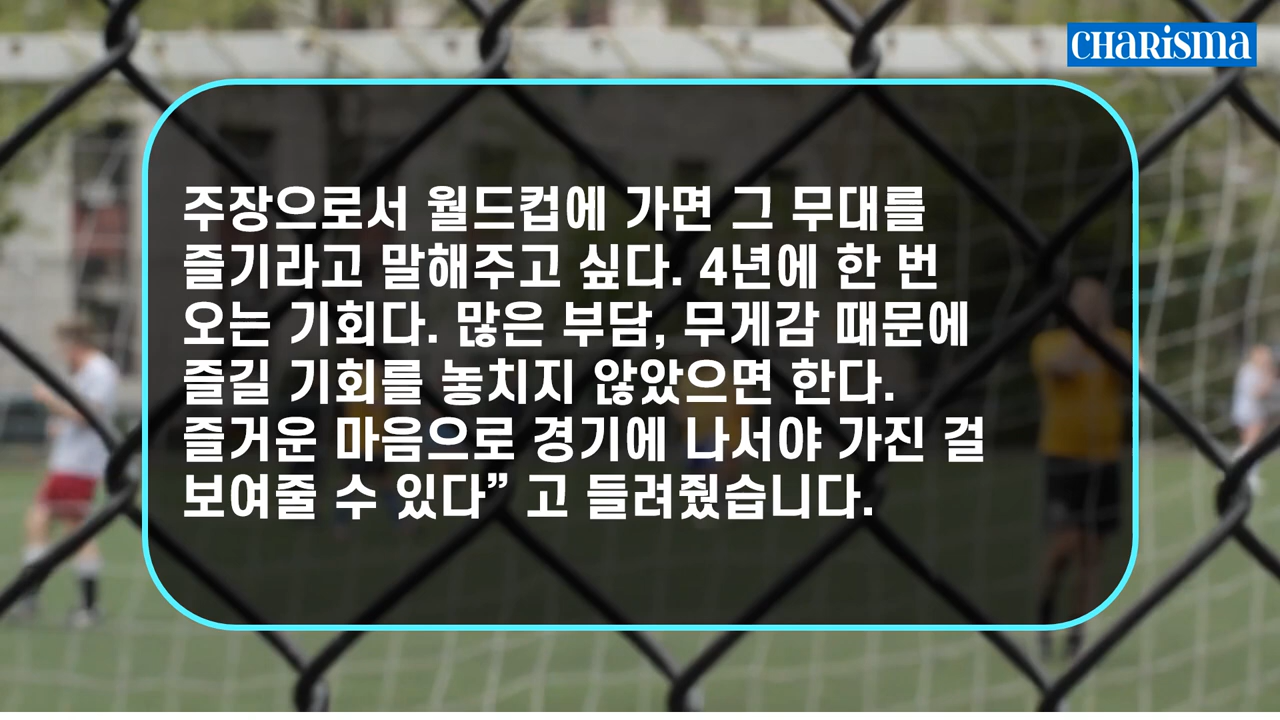 CHARISMA
주장으로서 월드컵에 가면 그 무대를
즐기라고 말해주고 싶다. 4년에 한 번
오는 기회다. 많은 부담, 무게감 때문에
즐길 기회를 놓치지 않았으면 한다.
즐거운 마음으로 경기에 나서야 가진 걸
보여줄 수 있다” 고 들려줬습니다.